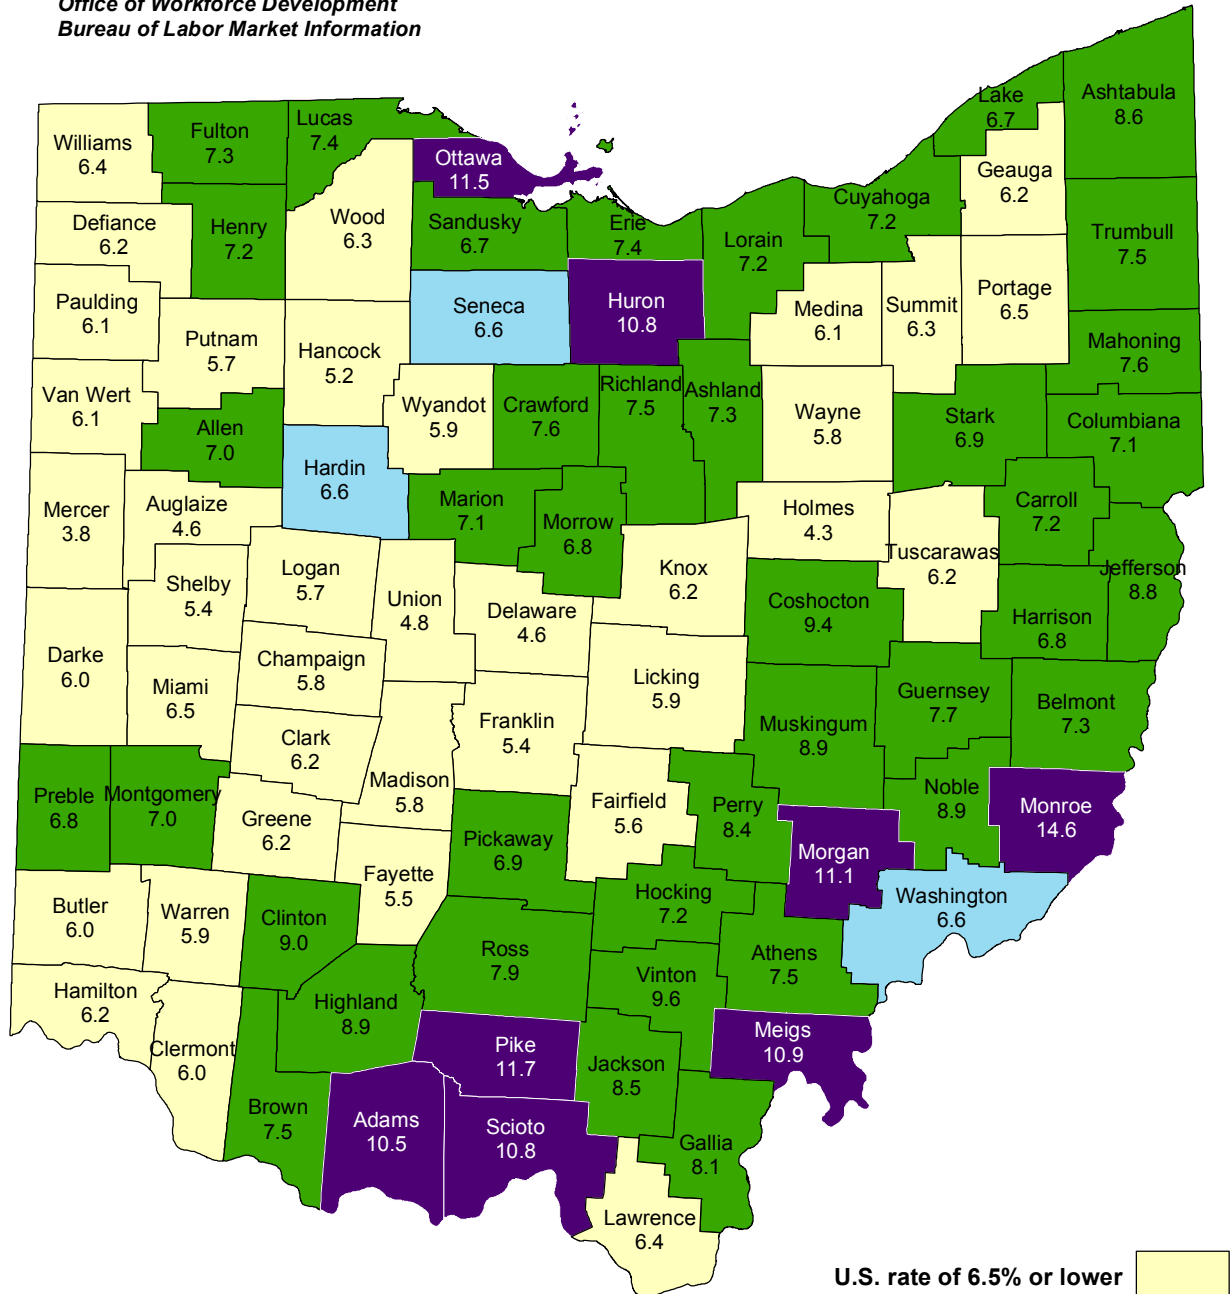 Office of Workforce Development
Bureau of Labor Market Information
Williams
6.4
Fulton
7.3
Lucas
7.4
Ottawa
11.5
Lake
6.7
Ashtabula
8.6
Geauga
6.2
Defiance
6.2
Henry
7.2
Wood
6.3
Sandusky
6.7
Erie
7.4
Lorain
7.2
Cuyahoga
7.2
Trumbull
7.5
Paulding
6.1
Putnam
5.7
Hancock
5.2
Seneca
6.6
Huron
10.8
Medina
6.1
Summit
6.3
Portage
6.5
Mahoning
7.6
Van Wert
6.1
Allen
7.0
Wyandot
5.9
Crawford
7.6
Richland
7.5
Ashland
7.3
Wayne
5.8
Stark
6.9
Columbiana
7.1
Mercer
3.8
Auglaize
4.6
Hardin
6.6
Marion
7.1
Morrow
6.8
Holmes
4.3
Tuscarawas
6.2
Carroll
7.2
Jefferson
8.8
Shelby
5.4
Logan
5.7
Union
4.8
Delaware
4.6
Knox
6.2
Coshocton
9.4
Harrison
6.8
Darke
6.0
Miami
6.5
Champaign
5.8
Licking
5.9
Franklin
5.4
Muskingum
8.9
Guernsey
7.7
Belmont
7.3
Clark
6.2
Madison
5.8
Preble
6.8
Montgomery
7.0
Greene
6.2
Fairfield
5.6
Perry
8.4
Noble
8.9
Monroe
14.6
Pickaway
6.9
Morgan
11.1
Fayette
5.5
Hocking
7.2
Washington
6.6
Butler
6.0
Warren
5.9
Clinton
9.0
Ross
7.9
Athens
7.5
Vinton
9.6
Hamilton
6.2
Highland
8.9
Clermont
6.0
Pike
11.7
Meigs
10.9
Jackson
8.5
Brown
7.5
Adams
10.5
Scioto
10.8
Gallia
8.1
Lawrence
6.4
U.S. rate of 6.5% or lower